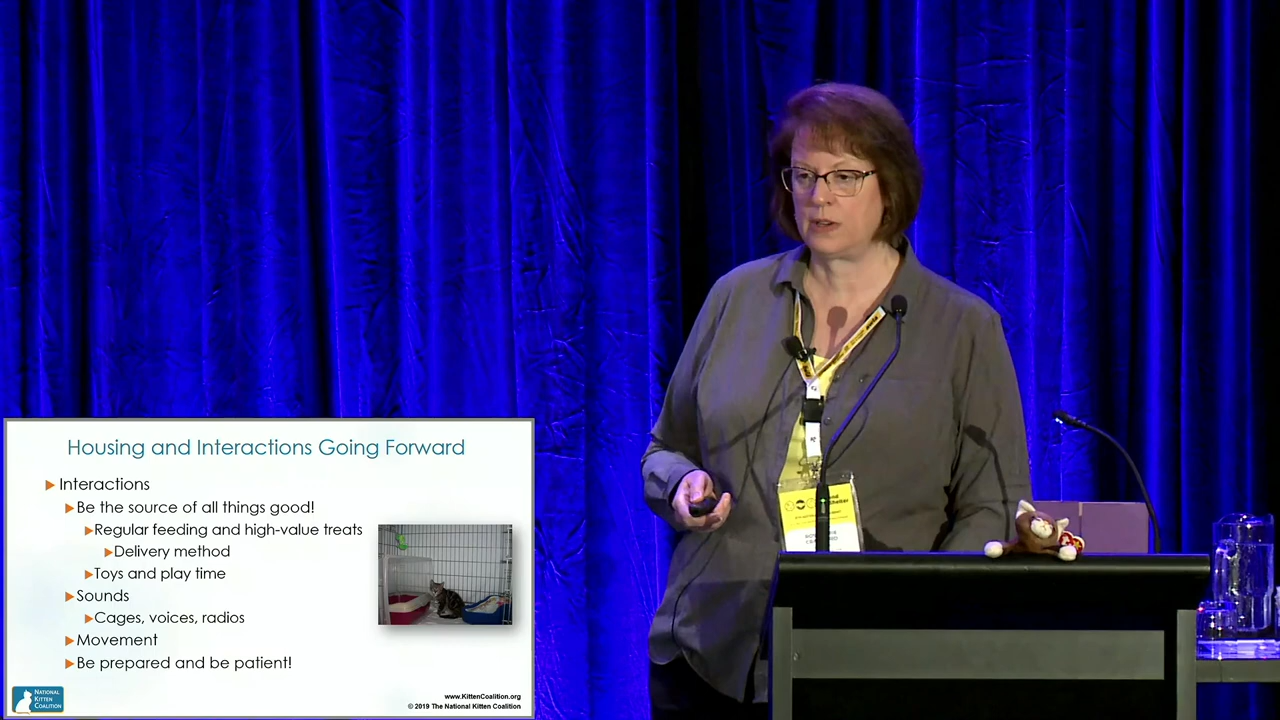 Housing and Interactions Going Forward
Interactions
Be the source of all things good!
Regular feeding and high-value treats
Delivery method
Toys and play time
Sounds
Cages, voices, radios
Movement
Be prepared and be patient!
NATIONAL
KITTEN
COALITION
www.KittenCoalition.org
© 2019 The National Kitten Coalition